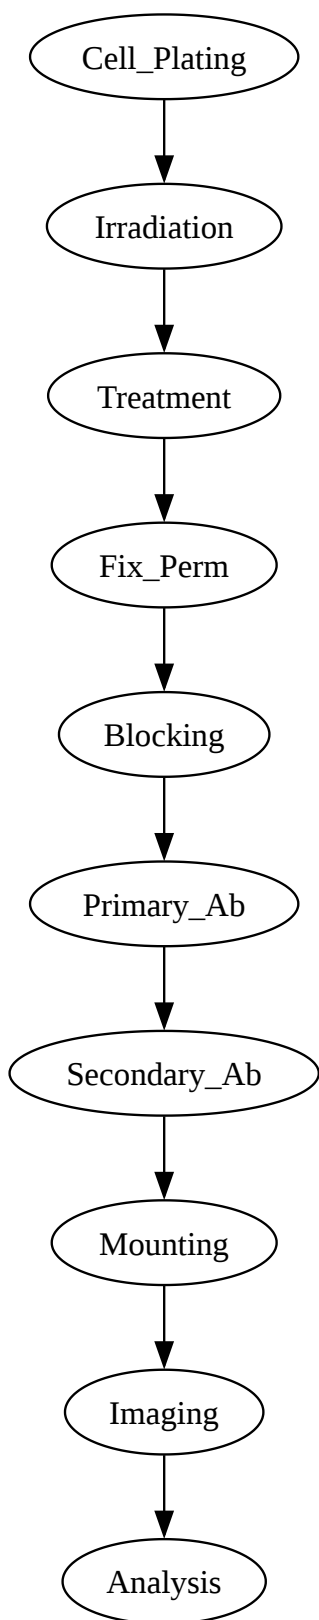 Cell_Plating
Irradiation
Treatment
Fix_Perm
Blocking
Primary_Ab
Secondary_Ab
Mounting
Imaging
Analysis